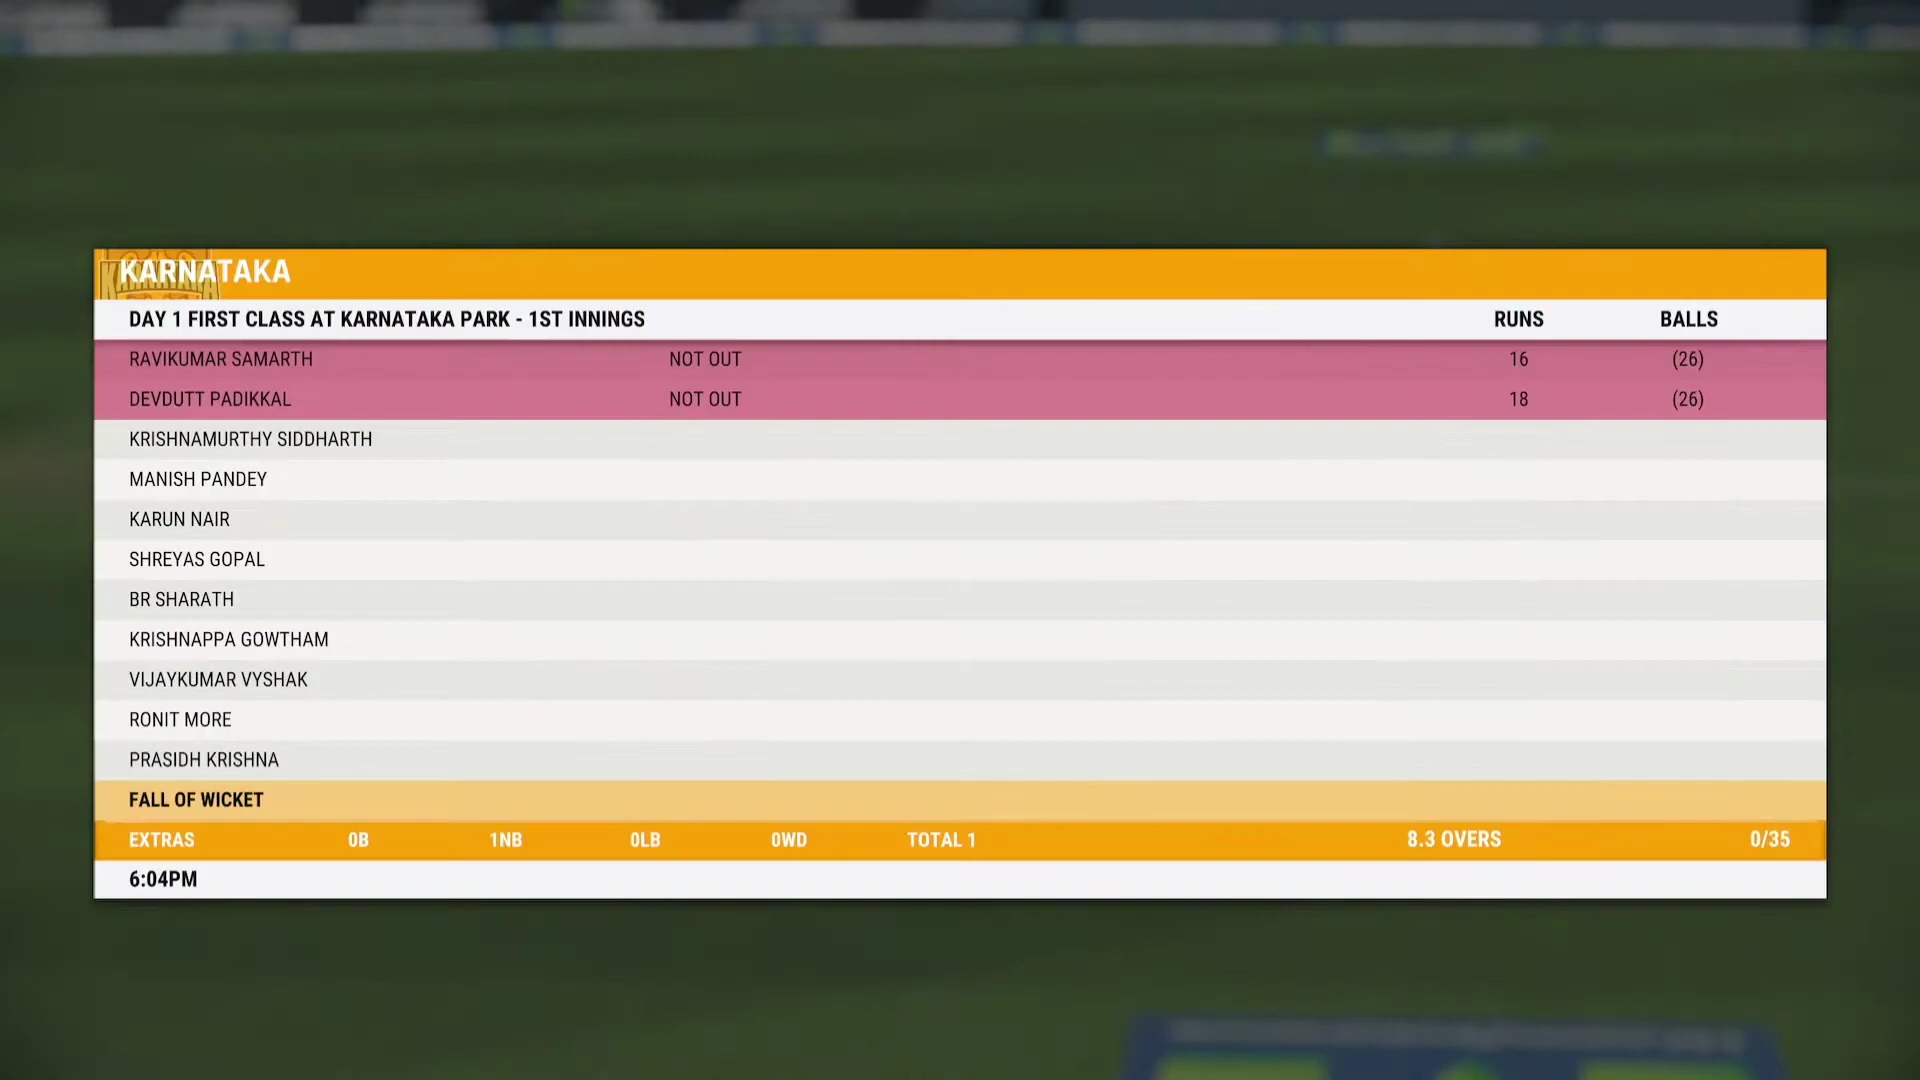 KARNATAKA
DAY 1 FIRST CLASS AT KARNATAKA PARK - 1ST INNINGS RUNS BALLS
RAVIKUMAR SAMARTH NOT OUT 16 (26)
DEVDUTT PADIKKAL NOT OUT 18 (26)
KRISHNAMURTHY SIDDHARTH
MANISH PANDEY
KARUN NAIR
SHREYAS GOPAL
BR SHARATH
KRISHNAPPA GOWTHAM
VIJAYKUMAR VYSHAK
RONIT MORE
PRASIDH KRISHNA
FALL OF WICKET
EXTRAS 0B 1NB 0LB 0WD TOTAL 1 8.3 OVERS 0/35
6:04PM